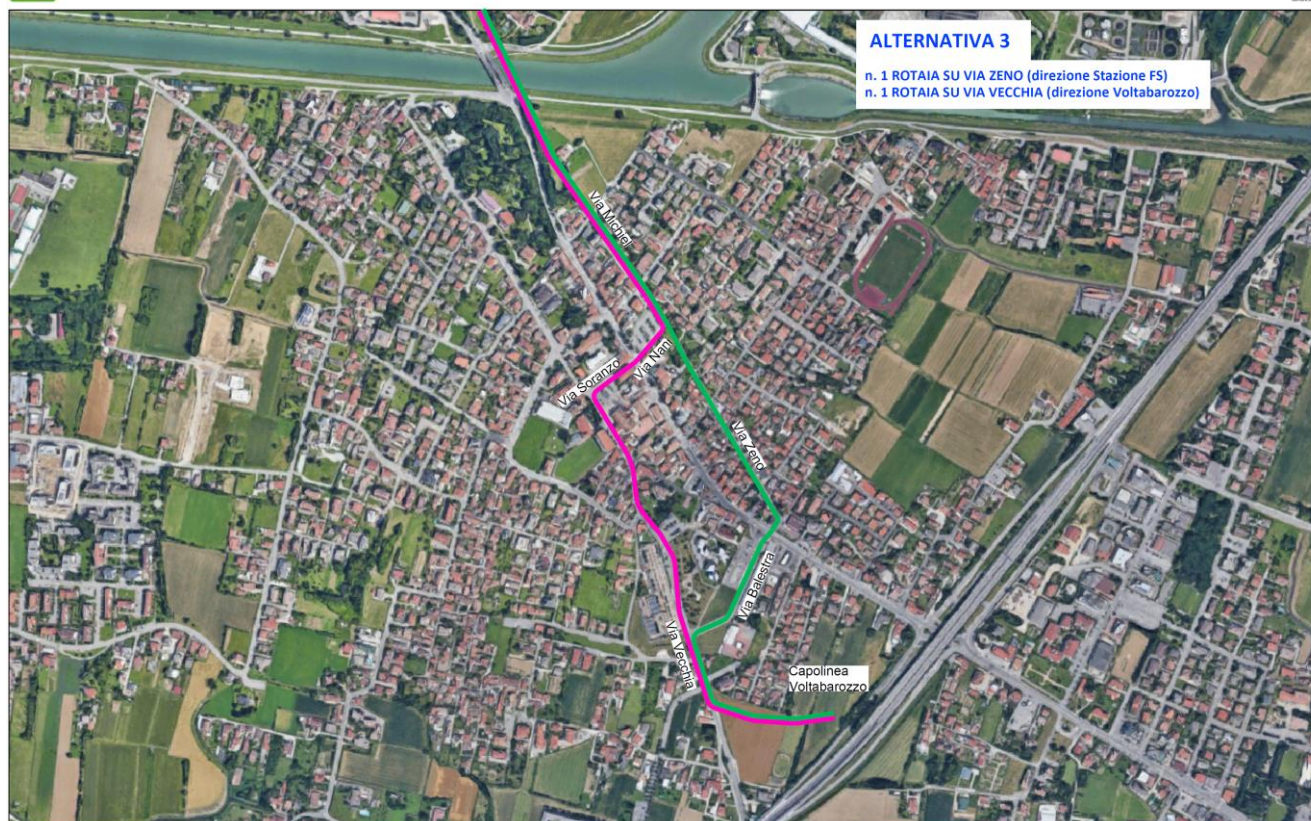 ALTERNATIVA 3
n. 1 ROTAIA SU VIA ZENO (direzione Stazione FS)
n. 1 ROTAIA SU VIA VECCHIA (direzione Voltabarozzo)
Via Michiel
Via Nani
Via Soranzo
Via Zeno
Via Balestra
Via Vecchia
Capolinea
Voltabarozzo